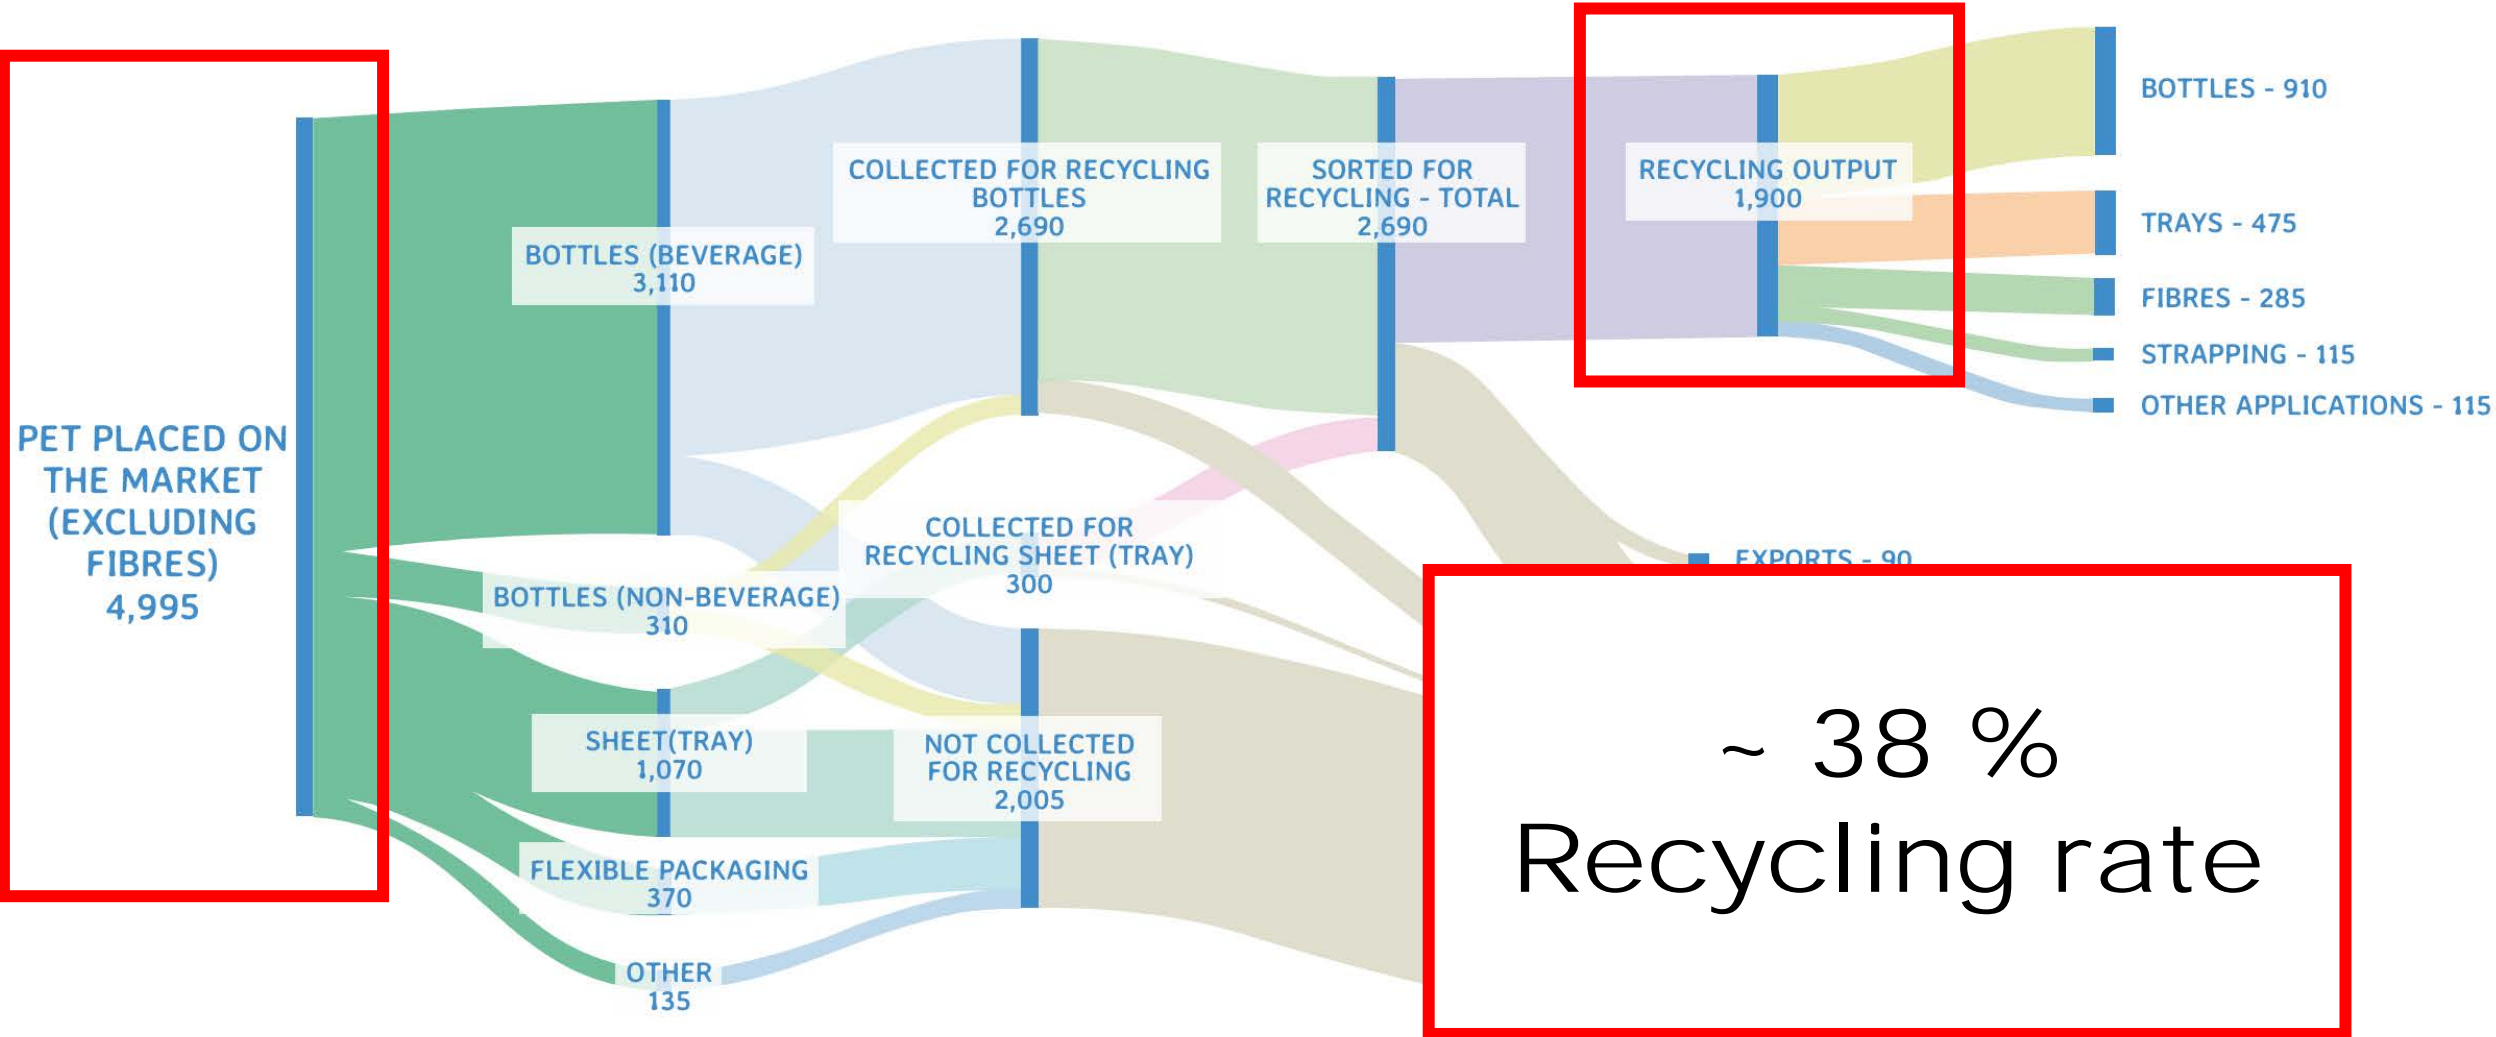 PET PLACED ON
THE MARKET
(EXCLUDING
FIBRES)
4,995
BOTTLES (BEVERAGE)
3,110
BOTTLES (NON-BEVERAGE)
310
SHEET(TRAY)
1,070
FLEXIBLE PACKAGING
370
OTHER
135
COLLECTED FOR RECYCLING
BOTTLES
2,690
COLLECTED FOR
RECYCLING SHEET (TRAY)
300
NOT COLLECTED
FOR RECYCLING
2,005
SORTED FOR
RECYCLING - TOTAL
2,690
RECYCLING OUTPUT
1,900
BOTTLES - 910
TRAYS - 475
FIBRES - 285
STRAPPING - 115
OTHER APPLICATIONS - 115
EXPORTS - 90
~ 38 %
Recycling rate